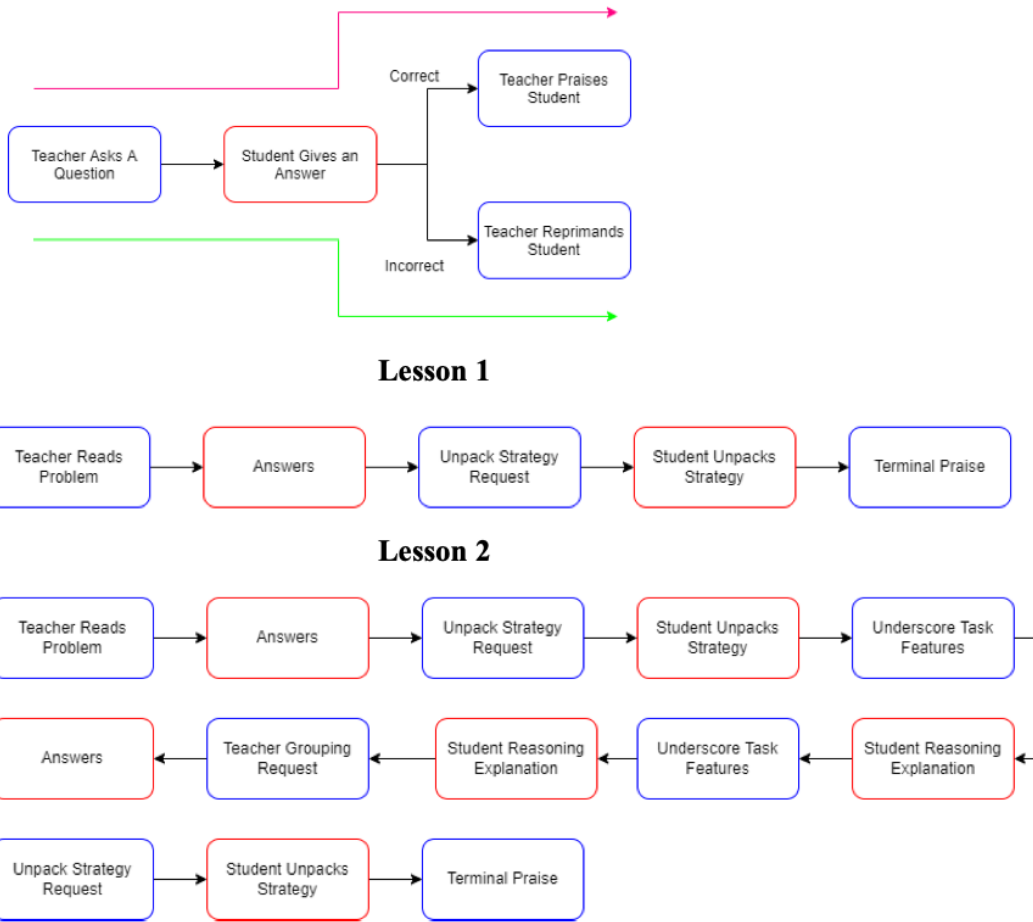 Correct
Teacher Praises
Student
Teacher Asks A
Question
Student Gives an
Answer
Teacher Reprimands
Student
Incorrect
Lesson 1
Teacher Reads
Problem
Answers
Unpack Strategy
Request
Student Unpacks
Strategy
Terminal Praise
Lesson 2
Teacher Reads
Problem
Answers
Unpack Strategy
Request
Student Unpacks
Strategy
Underscore Task
Features
Answers
Teacher Grouping
Request
Student Reasoning
Explanation
Underscore Task
Features
Student Reasoning
Explanation
Unpack Strategy
Request
Student Unpacks
Strategy
Terminal Praise